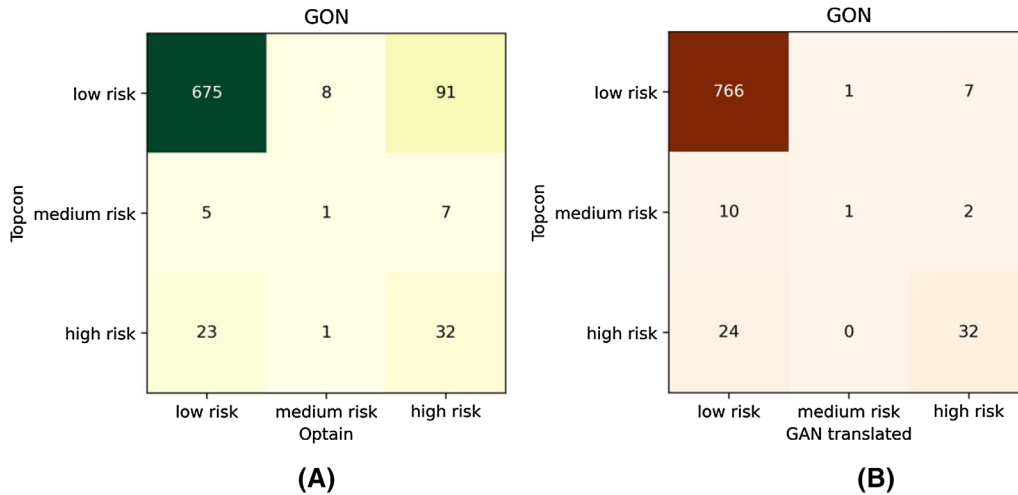 GON
low risk 675 8 91
medium risk 5 1 7
high risk 23 1 32
low risk medium risk high risk
Optain
Topcon
(A)
GON
low risk 766 1 7
medium risk 10 1 2
high risk 24 0 32
low risk medium risk high risk
GAN translated
Topcon
(B)